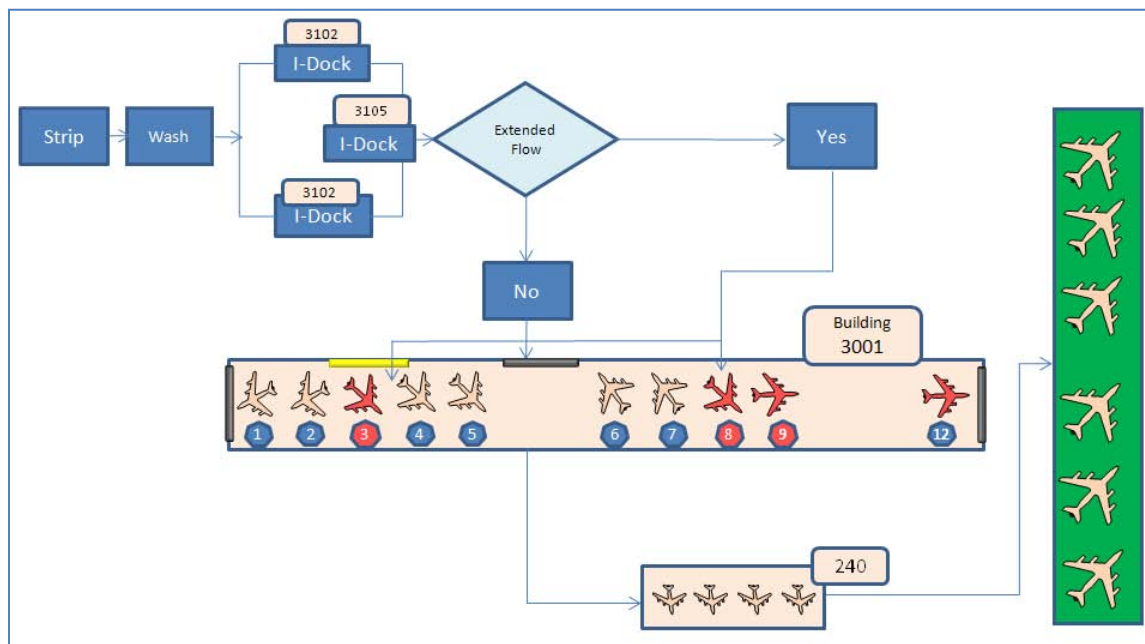 3102
I-Dock
3105
Strip
Wash
I-Dock
Extended
Flow
Yes
3102
I-Dock
No
Building
3001
1 2 3 4 5 6 7 8 9 12
240